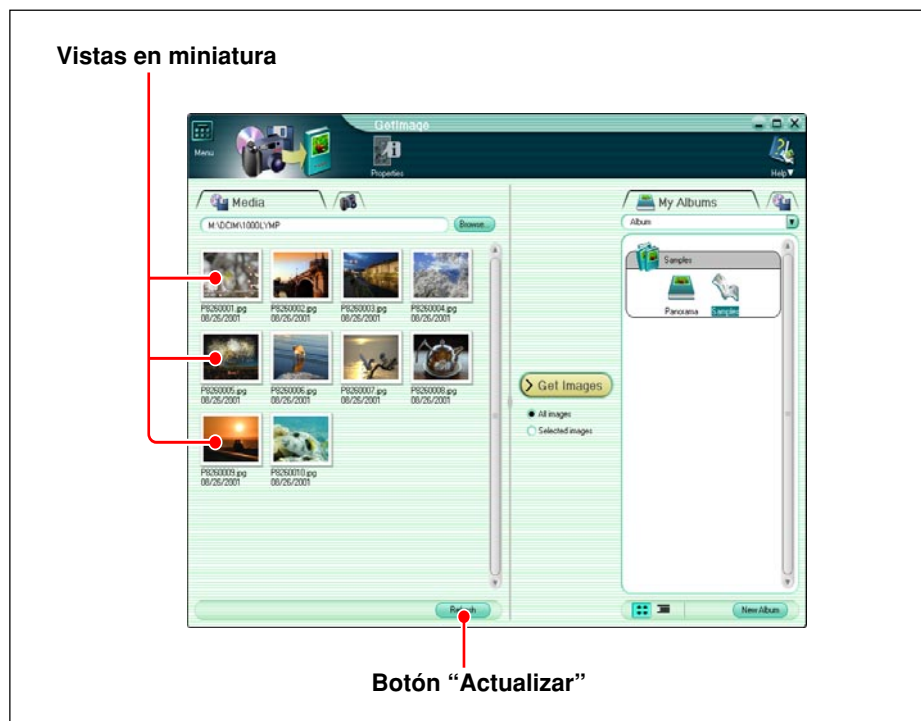 Vistas en miniatura
GetImage
Menu
Properties
Help
Media
My Albums
M:\DCIM\100OLYMP
Browse...
Album
Samples
Panorama
Samples
P8260001.jpg
08/26/2001
P8260002.jpg
08/26/2001
P8260003.jpg
08/26/2001
P8260004.jpg
08/26/2001
P8260005.jpg
08/26/2001
P8260006.jpg
08/26/2001
P8260007.jpg
08/26/2001
P8260008.jpg
08/26/2001
Get Images
All images
Selected images
P8260009.jpg
08/26/2001
P8260010.jpg
08/26/2001
Refresh
New Album
Botón “Actualizar”